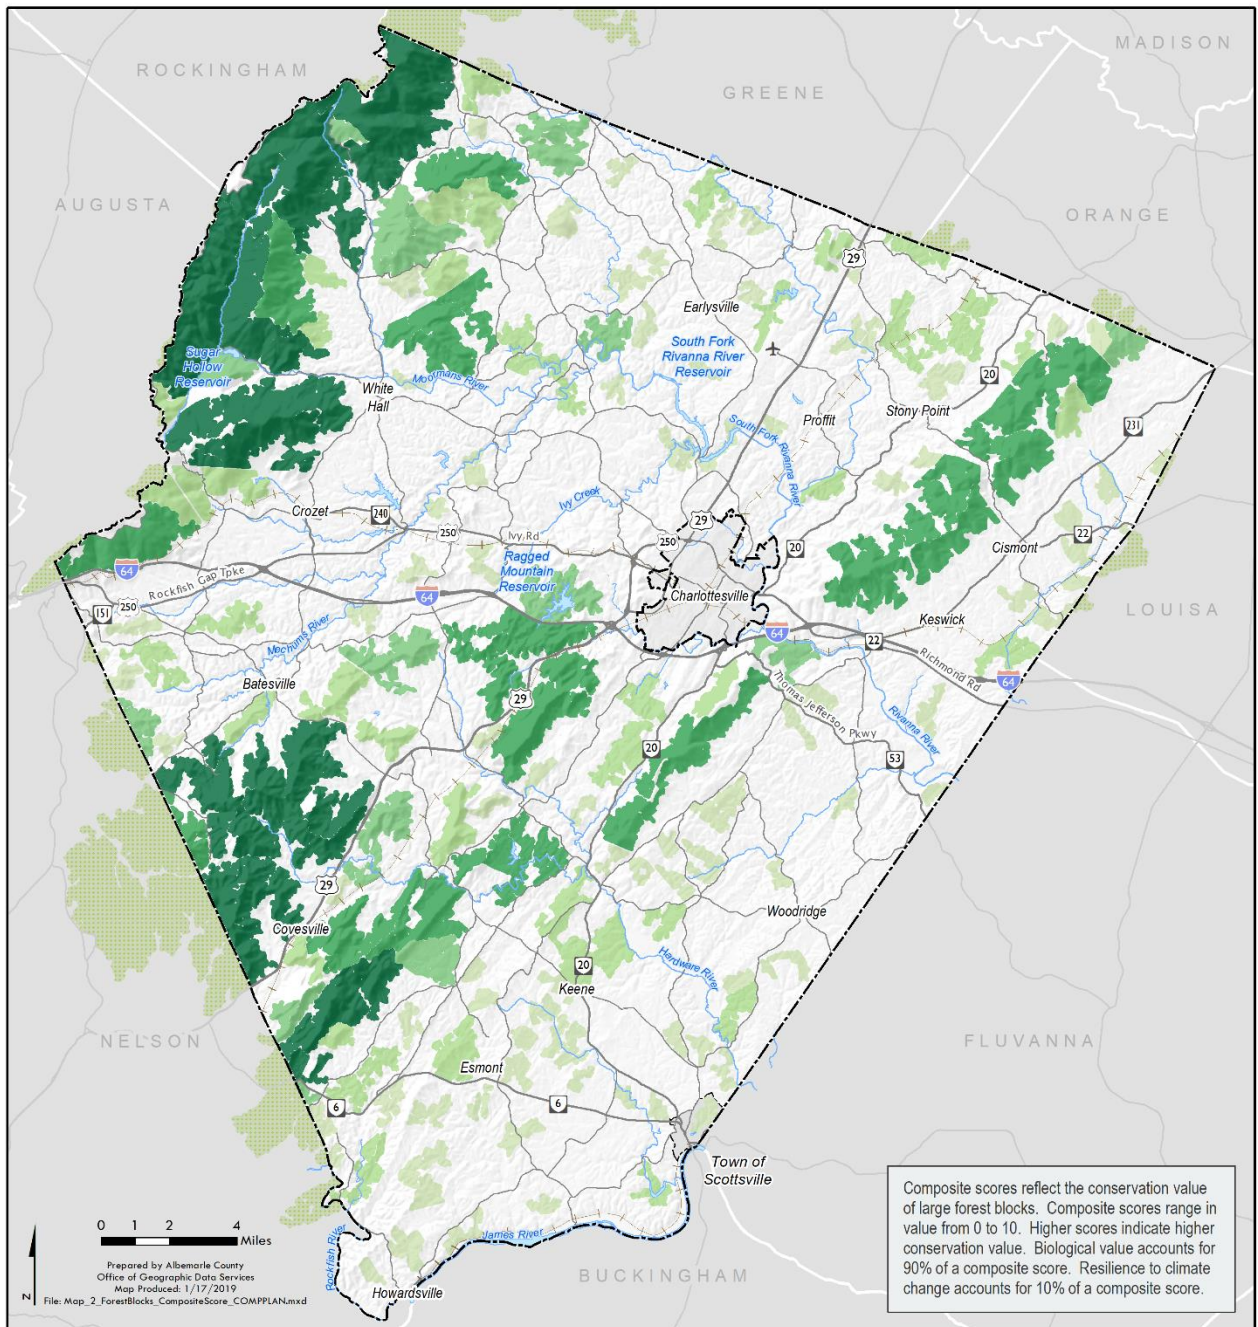 MADISON
ROCKINGHAM
GREENE
AUGUSTA
ORANGE
29
Earlysville
South Fork
Rivanna River
Reservoir
Sugar
Hollow
Reservoir
White
Hall
Moormans River
20
Stony Point
Proffit
231
South Fork Rivanna River
Crozet
240
250
Ivy Rd
Ivy Creek
29
250
20
Cismont
22
Ragged
Mountain
Reservoir
64
Rockfish Gap Tpke
64
Charlottesville
LOUISA
151
250
Keswick
64
22
Richmond Rd
64
Mechums River
Batesville
29
Thomas Jefferson Pkwy
Rivanna River
20
53
29
Covesville
Woodridge
Hardware River
20
Keene
NELSON
FLUVANNA
Esmont
6
6
Town of
Scottsville
James River
Rockfish River
BUCKINGHAM
Howardsville
0 1 2 4
Miles
Prepared by Albemarle County
Office of Geographic Data Services
Map Produced: 1/17/2019
File: Map_2_ForestBlocks_CompositeScore_COMPPLAN.mxd
N
Composite scores reflect the conservation value
of large forest blocks. Composite scores range in
value from 0 to 10. Higher scores indicate higher
conservation value. Biological value accounts for
90% of a composite score. Resilience to climate
change accounts for 10% of a composite score.